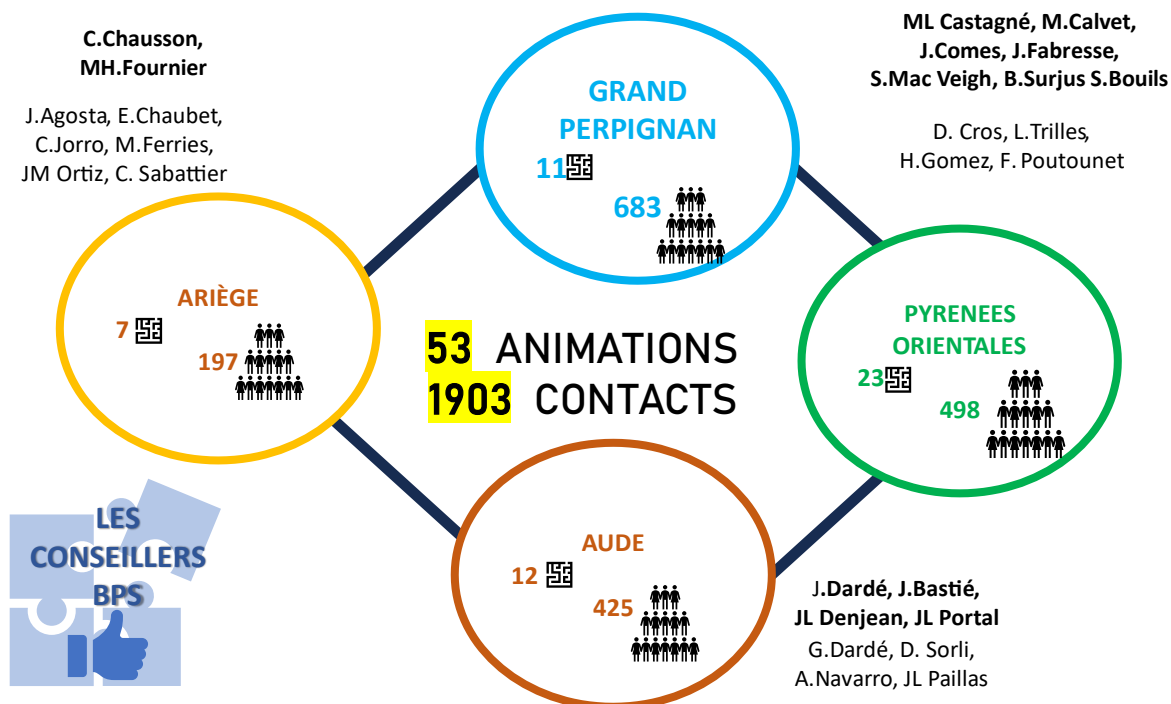 C.Chausson,
MH.Fournier
J.Agosta, E.Chaubet,
C.Jorro, M.Ferries,
JM Ortiz, C. Sabattier
GRAND
PERPIGNAN
11
683
ML Castagné, M.Calvet,
J.Comes, J.Fabresse,
S.Mac Veigh, B.Surjus S.Bouils
D. Cros, L.Trilles,
H.Gomez, F. Poutounet
ARIÈGE
7
197
53 ANIMATIONS
1903 CONTACTS
PYRENEES
ORIENTALES
23
498
LES
CONSEILLERS
BPS
AUDE
12
425
J.Dardé, J.Bastié,
JL Denjean, JL Portal
G.Dardé, D. Sorli,
A.Navarro, JL Paillas